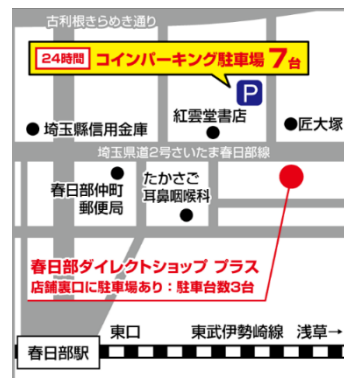 古利根きらめき通り
24時間 コインパーキング駐車場 7台
P
紅雲堂書店
埼玉縣信用金庫
匠大塚
埼玉県道2号さいたま春日部線
春日部仲町
郵便局
たかさご
耳鼻咽喉科
春日部ダイレクトショップ プラス
店舗裏口に駐車場あり：駐車台数3台
東口
東武伊勢崎線 浅草→
春日部駅